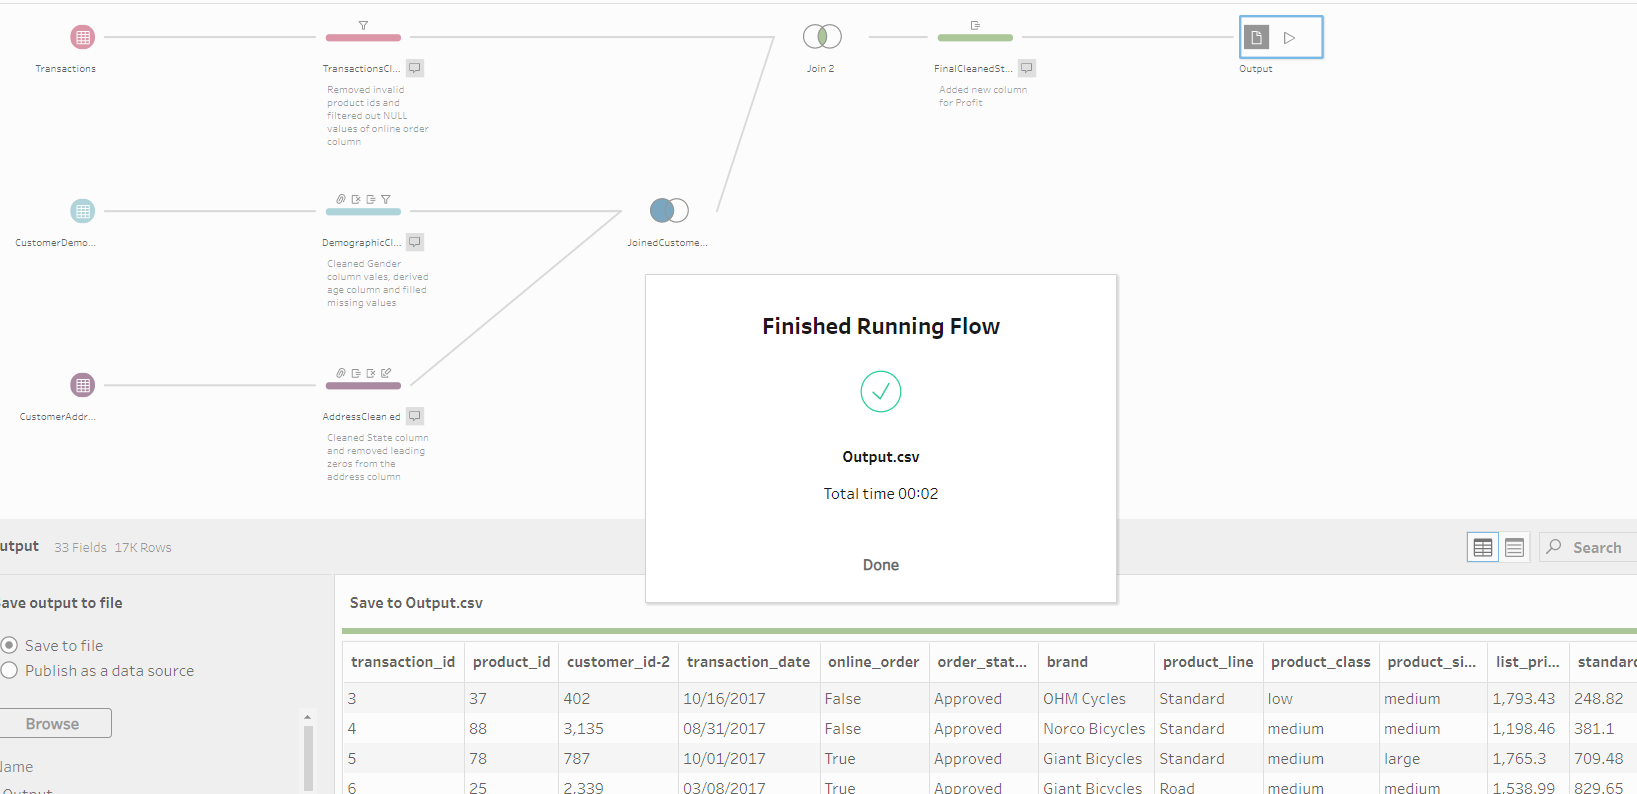 Transactions
TransactionsCl...
Removed invalid
product ids and
filtered out NULL
values of online order
column
Join 2
FinalCleanedSt...
Added new column
for Profit
Output
CustomerDemo...
DemographicCl...
Cleaned Gender
column vales, derived
age column and filled
missing values
JoinedCustome...
CustomerAddr...
AddressClean ed
Cleaned State column
and removed leading
zeros from the
address column
Finished Running Flow
Output.csv
Total time 00:02
Done
utput 33 Fields 17K Rows
Search
ave output to file
Save to file
Publish as a data source
Browse
Name
Output
Save to Output.csv
transaction_id product_id customer_id-2 transaction_date online_order order_stat... brand product_line product_class product_si... list_pri... standard
3 37 402 10/16/2017 False Approved OHM Cycles Standard low medium 1,793.43 248.82
4 88 3,135 08/31/2017 False Approved Norco Bicycles Standard medium medium 1,198.46 381.1
5 78 787 10/01/2017 True Approved Giant Bicycles Standard medium large 1,765.3 709.48
6 25 2,339 03/08/2017 True Approved Giant Bicycles Road medium medium 1,538.99 829.65